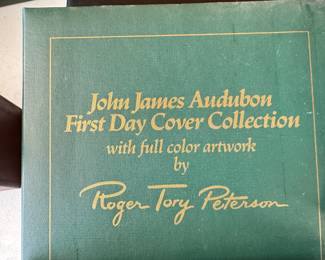 John James Audubon
First Day Cover Collection
with full color artwork
by
Roger Tory Peterson